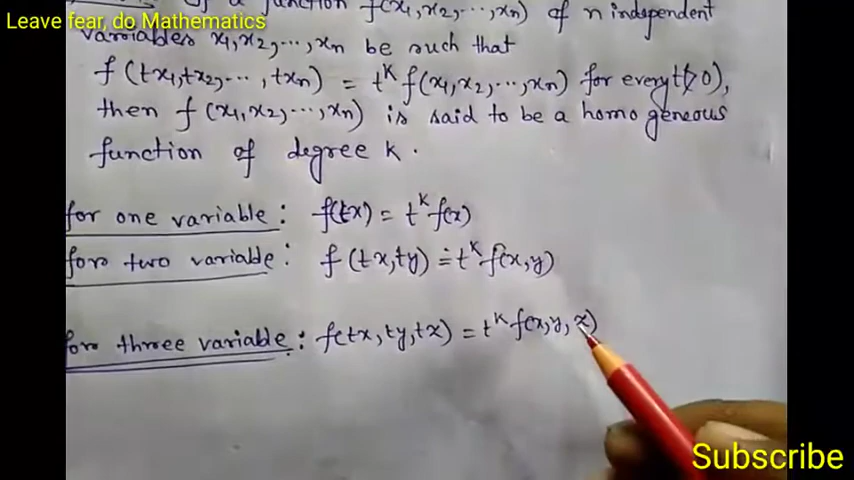 Leave fear, do Mathematics
of a function f(x1,x2,...,xn) of n independent
variables x1,x2,...,xn be such that
f(tx1,tx2,...,txn) = t^k f(x1,x2,...,xn) for every t(≯0),
then f(x1,x2,...,xn) is said to be a homogeneous
function of degree k.
for one variable: f(tx) = t^k f(x)
for two variable: f(tx,ty) = t^k f(x,y)
for three variable: f(tx,ty,tx) = t^k f(x,y,x)
Subscribe